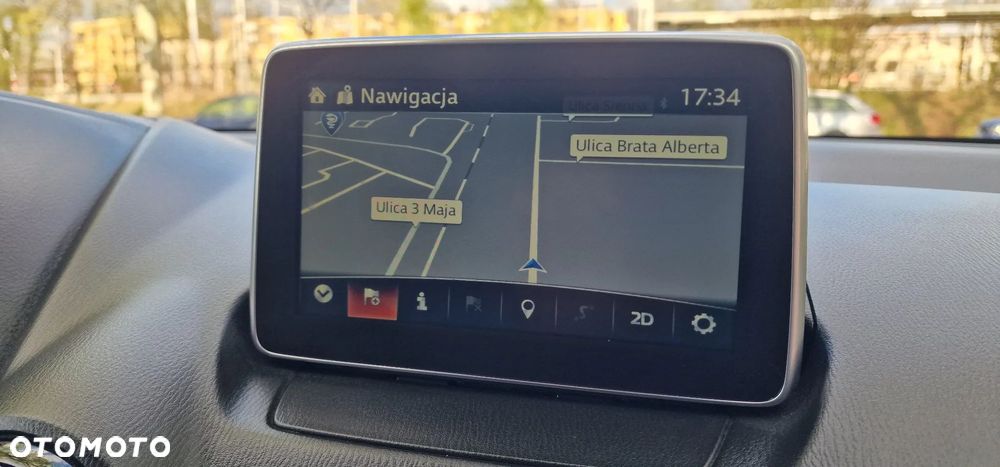 Nawigacja
17:34
Ulica Sienna
Ulica Brata Alberta
Ulica 3 Maja
2D
OTOMOTO